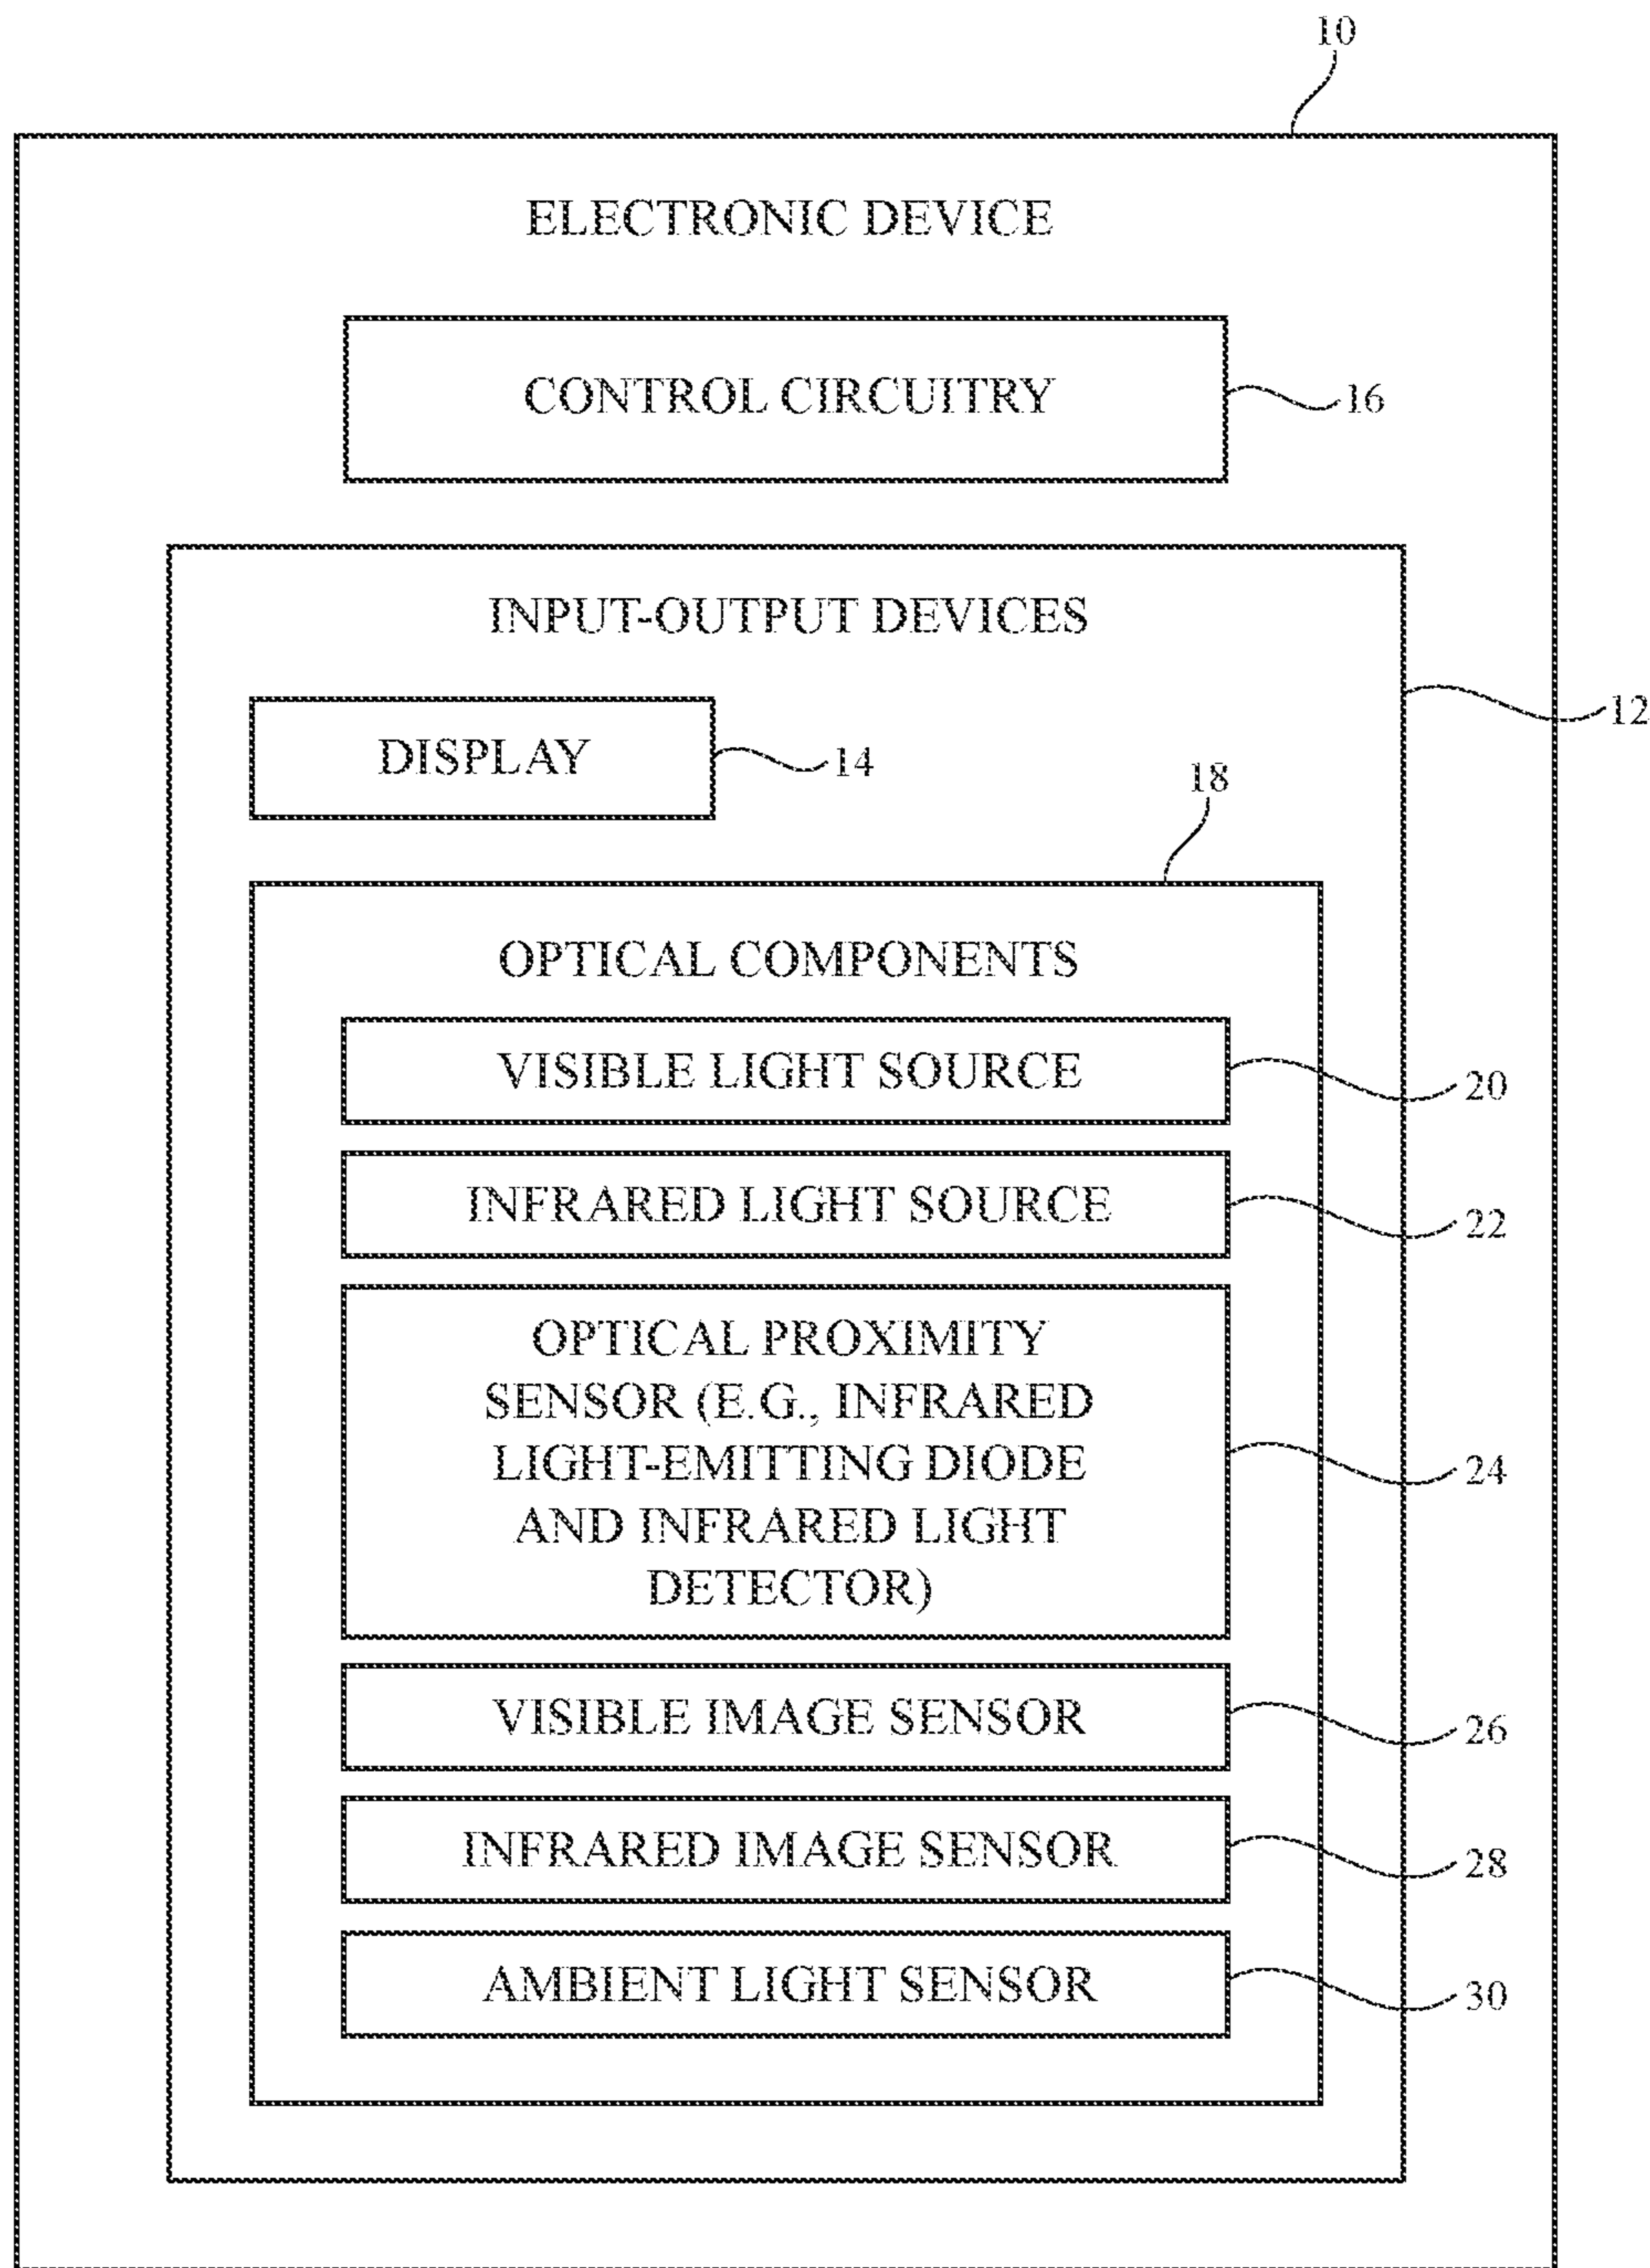 10
ELECTRONIC DEVICE
CONTROL CIRCUITRY
16
INPUT-OUTPUT DEVICES
12
DISPLAY
14
18
OPTICAL COMPONENTS
VISIBLE LIGHT SOURCE
20
INFRARED LIGHT SOURCE
22
OPTICAL PROXIMITY
SENSOR (E.G., INFRARED
LIGHT-EMITTING DIODE
AND INFRARED LIGHT
DETECTOR)
24
VISIBLE IMAGE SENSOR
26
INFRARED IMAGE SENSOR
28
AMBIENT LIGHT SENSOR
30